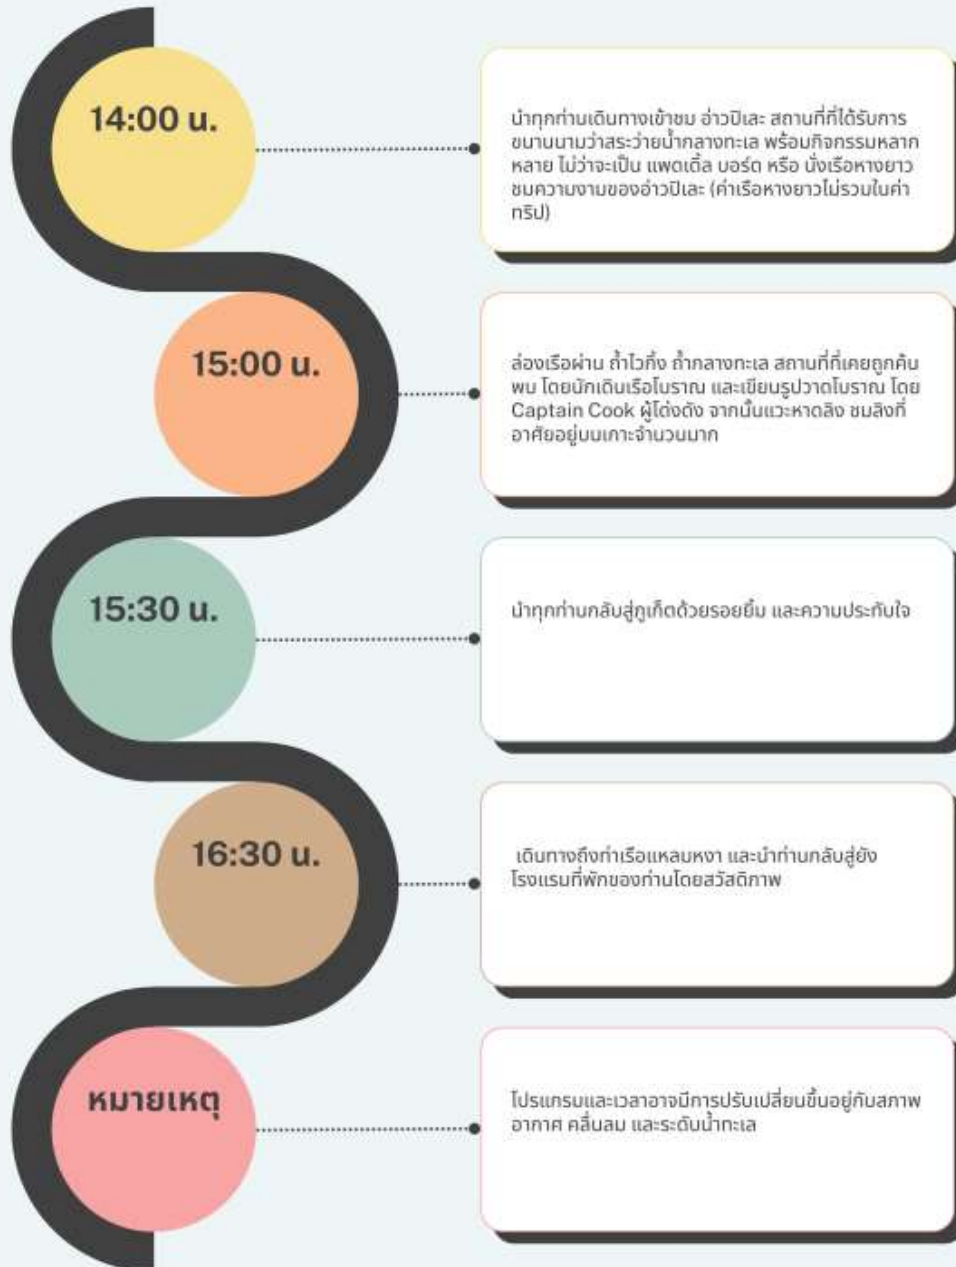 14:00 น.
นำทุกท่านเดินทางเข้าชม อ่าวปิเละ สถานที่ที่ได้รับการ
ขนานนามว่าสระว่ายน้ำกลางทะเล พร้อมกิจกรรมหลาก
หลาย ไม่ว่าจะเป็น แพดเดิ้ล บอร์ด หรือ นั่งเรือหางยาว
ชมความงามของอ่าวปิเละ (ค่าเรือหางยาวไม่รวมในค่า
ทริป)
15:00 น.
ล่องเรือผ่าน ถ้ำไวกิ้ง ถ้ำกลางทะเล สถานที่ที่เคยถูกค้น
พบ โดยนักเดินเรือโบราณ และเขียนรูปวาดโบราณ โดย
Captain Cook ผู้โด่งดัง จากนั้นแวะหาดลิง ชมลิงที่
อาศัยอยู่บนเกาะจำนวนมาก
15:30 น.
นำทุกท่านกลับสู่ภูเก็ตด้วยรอยยิ้ม และความประทับใจ
16:30 น.
เดินทางถึงท่าเรือแหลมหงา และนำท่านกลับสู่ยัง
โรงแรมที่พักของท่านโดยสวัสดิภาพ
หมายเหตุ
โปรแกรมและเวลาอาจมีการปรับเปลี่ยนขึ้นอยู่กับสภาพ
อากาศ คลื่นลม และระดับน้ำทะเล